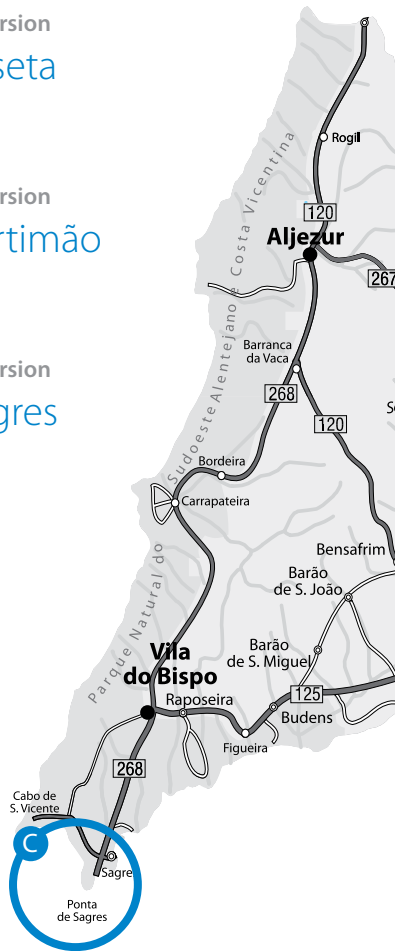 rsion
seta
rsion
rtimão
rsion
gres
Rogil
120
Aljezur
267
Parque Natural do Sudoeste Alentejano e Costa Vicentina
Barranca
da Vaca
268
120
Bordeira
Carrapateira
Bensafrim
Barão
de S. João
Vila
do Bispo
Barão
de S. Miguel
Raposeira
125
Budens
Figueira
268
Cabo de
S. Vicente
C
Sagre
Ponta
de Sagres